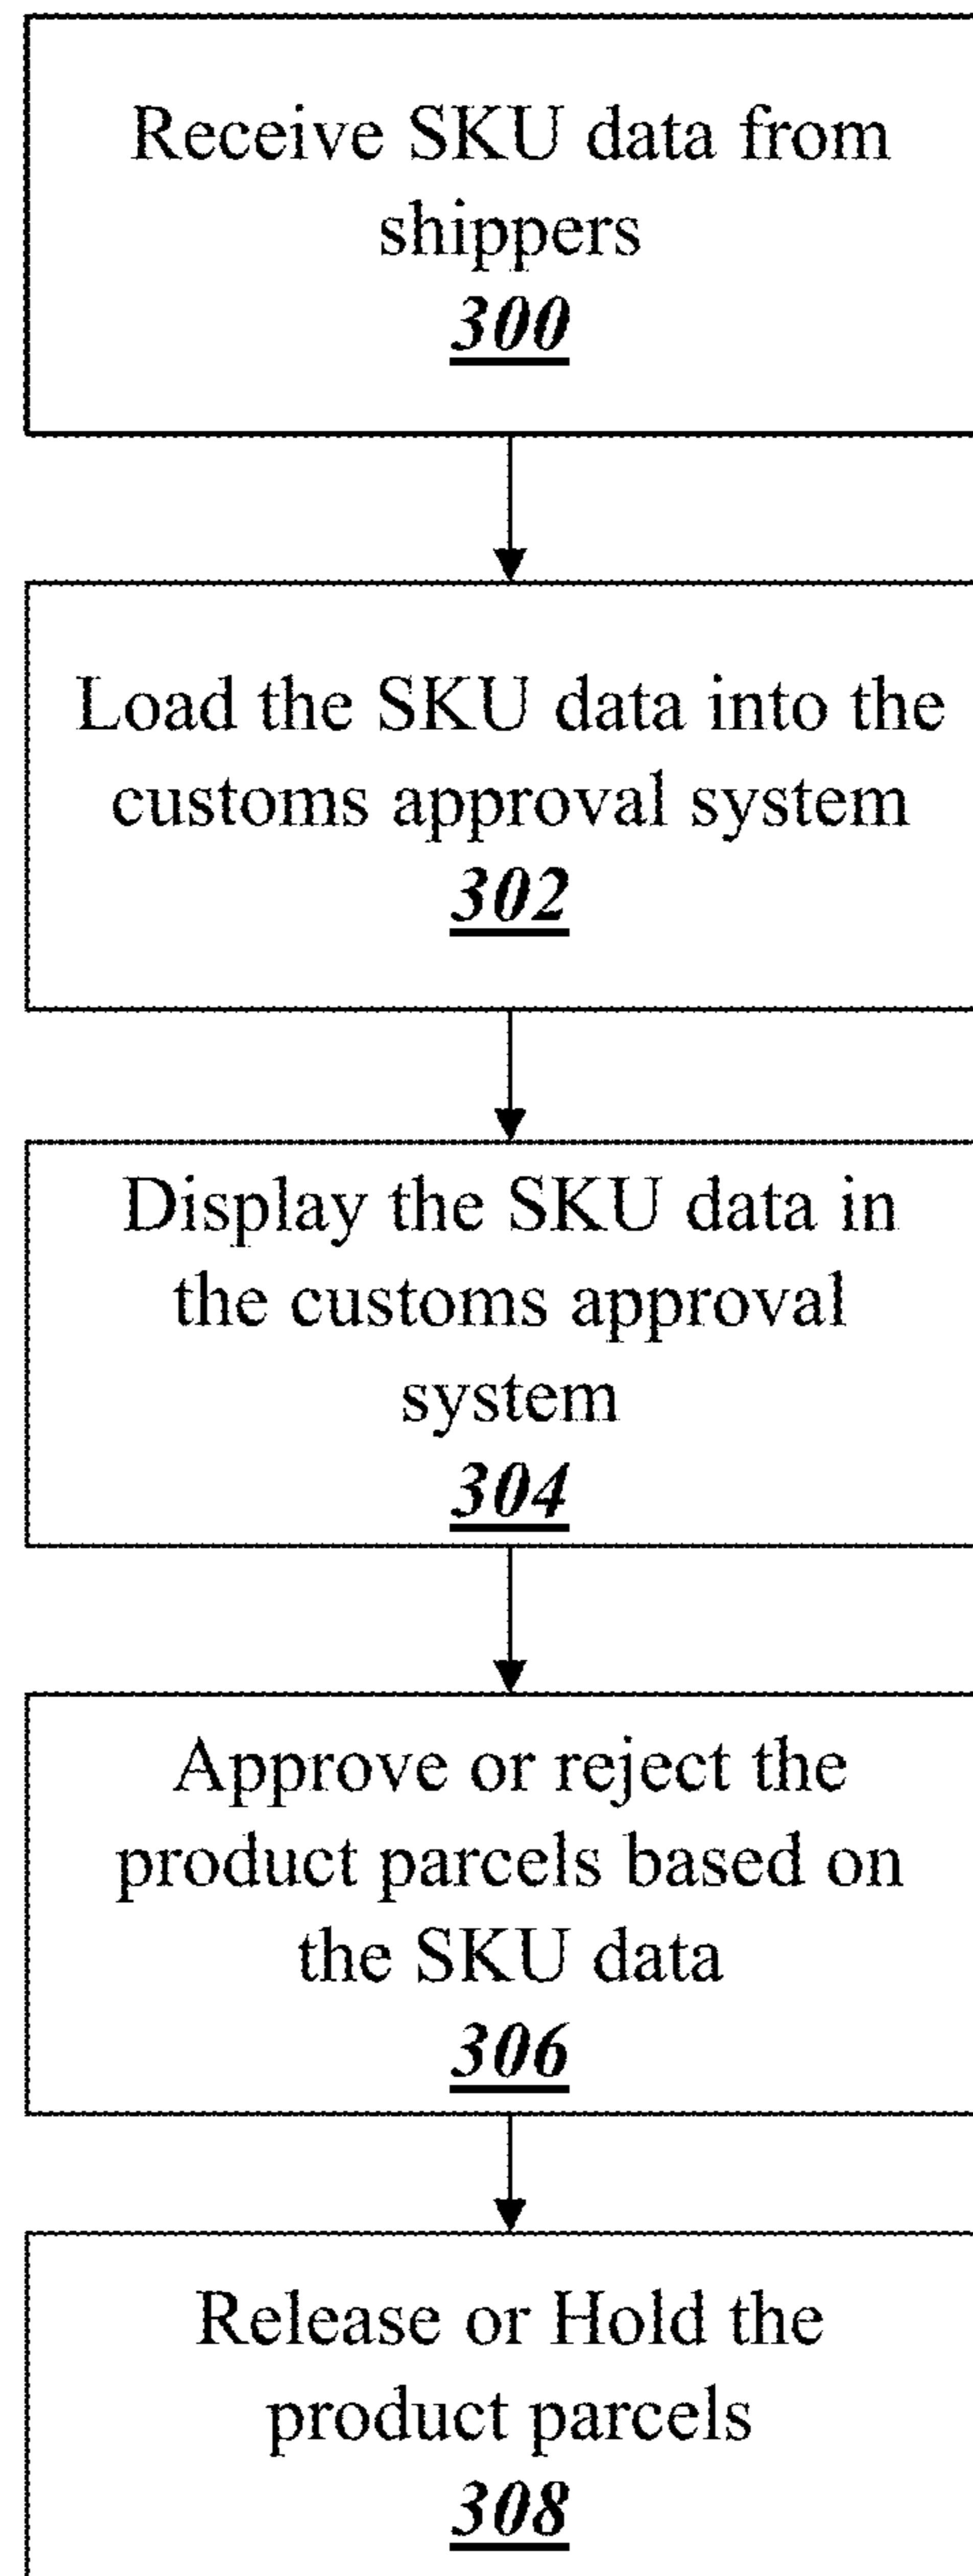 Receive SKU data from
shippers
300
Load the SKU data into the
customs approval system
302
Display the SKU data in
the customs approval
system
304
Approve or reject the
product parcels based on
the SKU data
306
Release or Hold the
product parcels
308